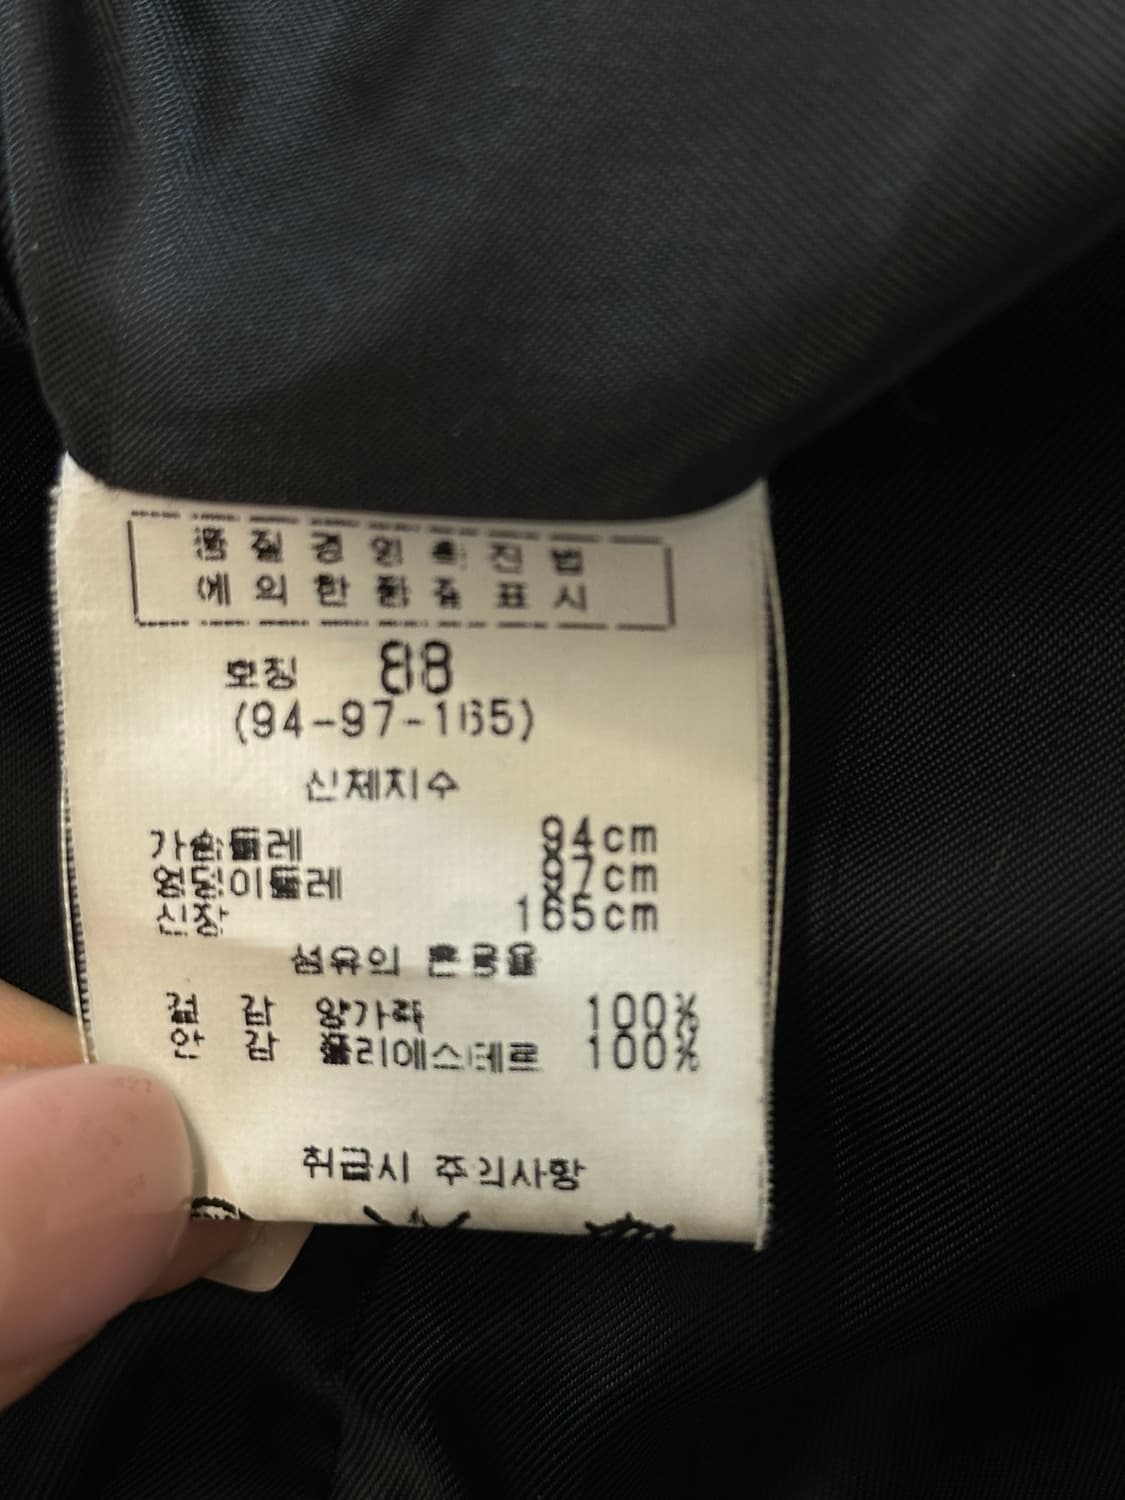 품질경영촉진법
에의한품질표시
호칭 88
(94-97-165)
신체치수
가슴둘레 94cm
엉덩이둘레 97cm
신장 165cm
섬유의 혼용율
겉 감 양가죽 100%
안 감 폴리에스테르 100%
취급시 주의사항